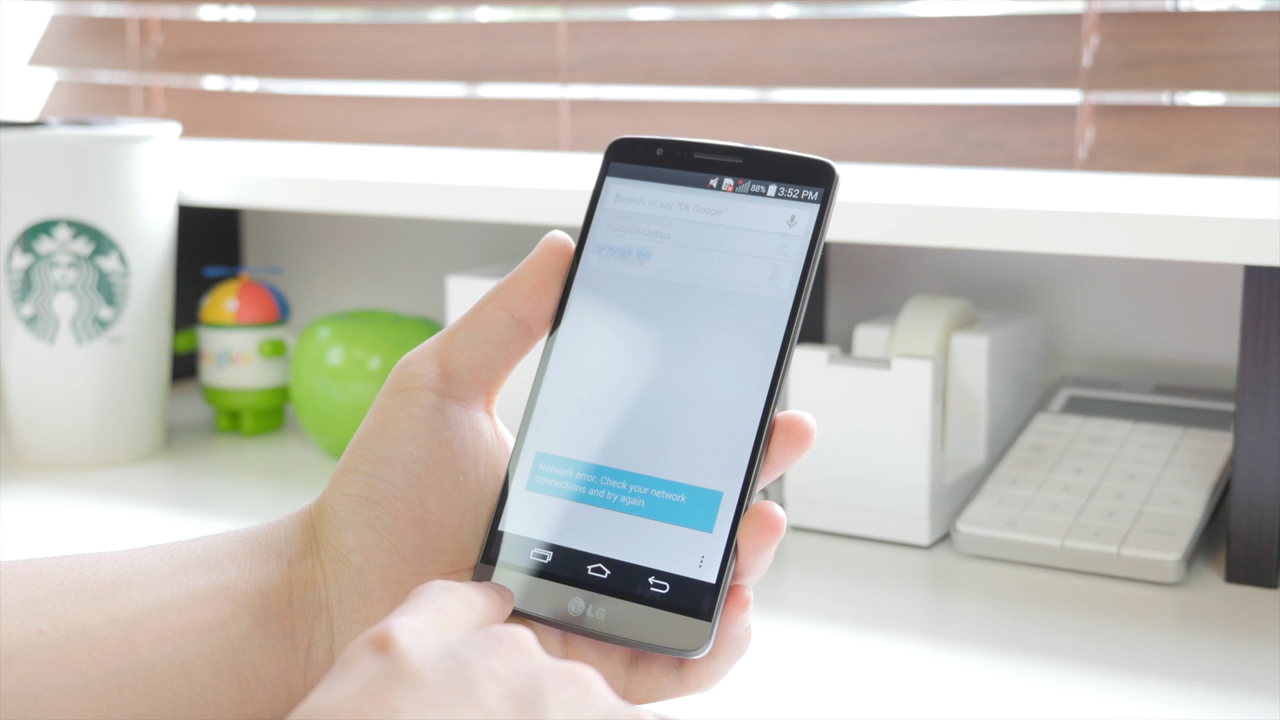 88% 3:52 PM
Search, or say "Ok Google"
Network error. Check your network
connections and try again.
LG